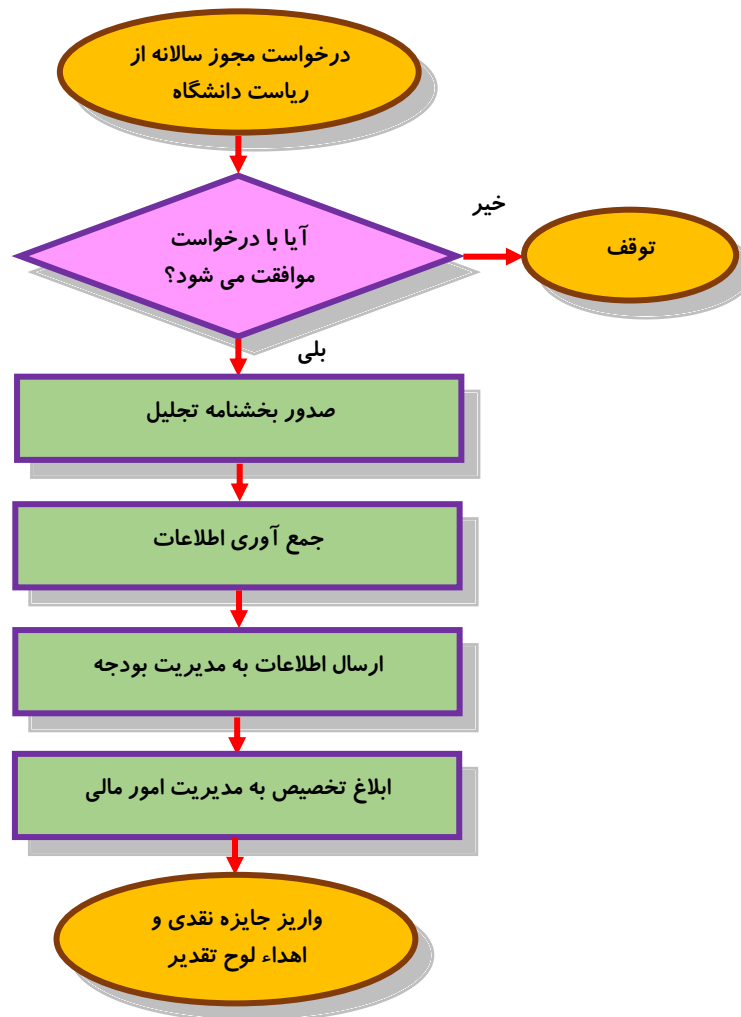 درخواست مجوز سالانه از
ریاست دانشگاه
آیا با درخواست
موافقت می شود؟
خیر
توقف
بلی
صدور بخشنامه تجلیل
جمع آوری اطلاعات
ارسال اطلاعات به مدیریت بودجه
ابلاغ تخصیص به مدیریت امور مالی
واریز جایزه نقدی و
اهداء لوح تقدیر